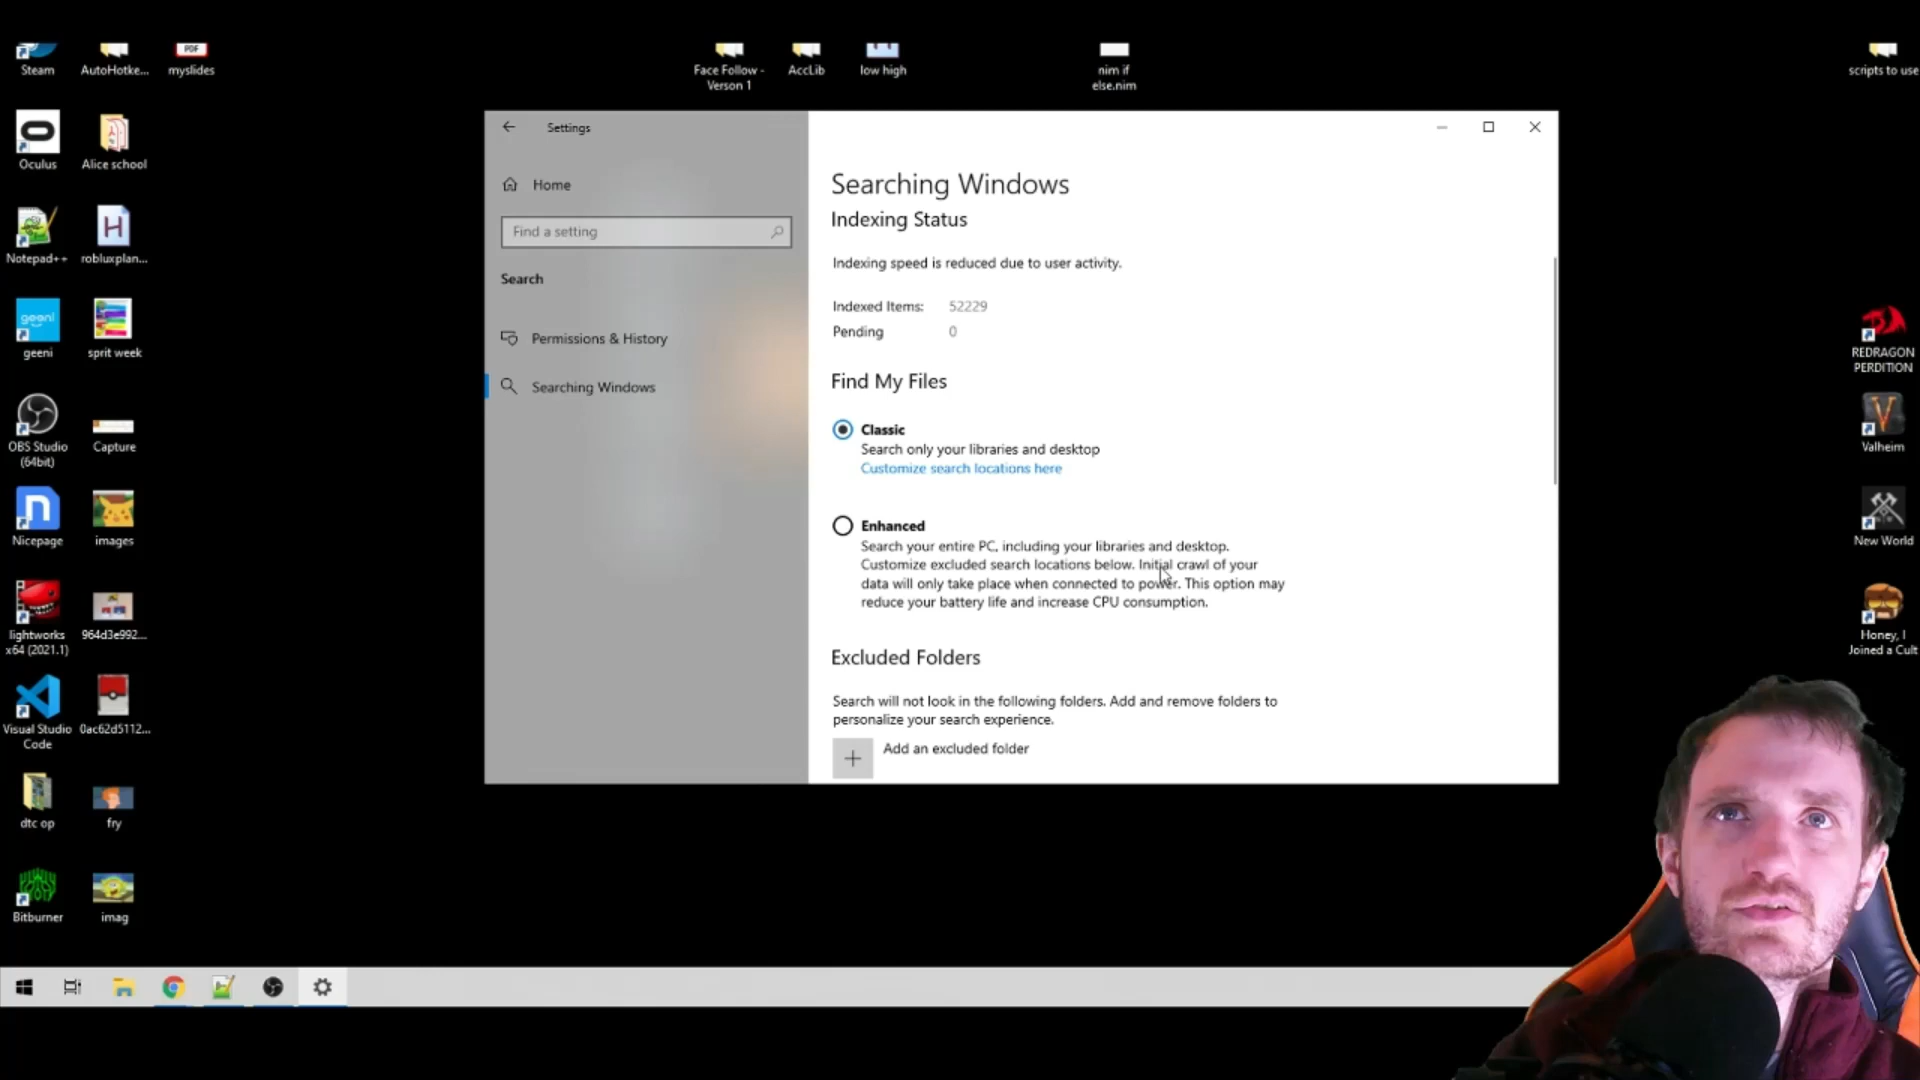 Steam
AutoHotke...
PDF
myslides
Face Follow -
Verson 1
AccLib
low high
nim if
else.nim
scripts to use
Oculus
Alice school
Notepad++
H
robluxplan...
geeni
geeni
sprit week
OBS Studio
(64bit)
Capture
n
Nicepage
images
lightworks
x64 (2021.1)
964d3e992...
Visual Studio
Code
0ac62d5112...
dtc op
fry
Bitburner
imag
Settings
Home
Find a setting
Search
Permissions & History
Searching Windows
Searching Windows
Indexing Status
Indexing speed is reduced due to user activity.
Indexed Items: 52229
Pending 0
Find My Files
Classic
Search only your libraries and desktop
Customize search locations here
Enhanced
Search your entire PC, including your libraries and desktop.
Customize excluded search locations below. Initial crawl of your
data will only take place when connected to power. This option may
reduce your battery life and increase CPU consumption.
Excluded Folders
Search will not look in the following folders. Add and remove folders to
personalize your search experience.
Add an excluded folder
REDRAGON
PERDITION
V
Valheim
New World
Honey, I
Joined a Cult